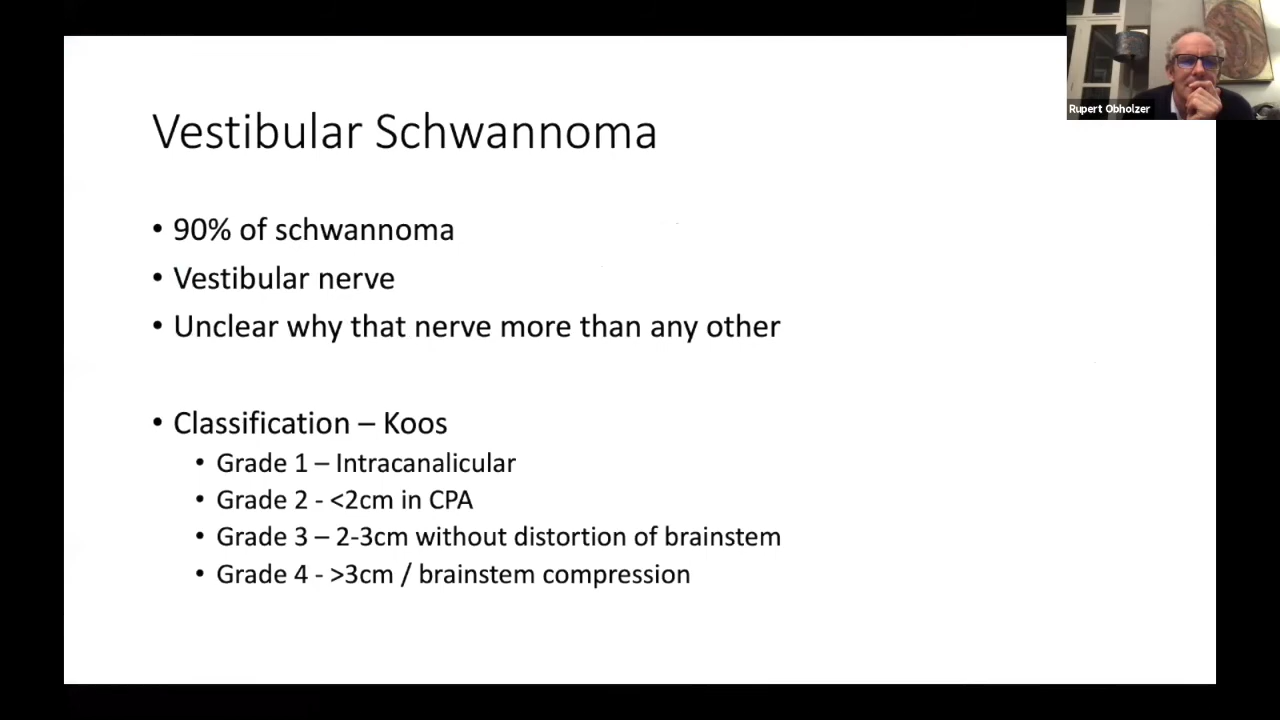 Rupert Obholzer
Vestibular Schwannoma
• 90% of schwannoma
• Vestibular nerve
• Unclear why that nerve more than any other
• Classification – Koos
• Grade 1 – Intracanalicular
• Grade 2 - <2cm in CPA
• Grade 3 – 2-3cm without distortion of brainstem
• Grade 4 - >3cm / brainstem compression